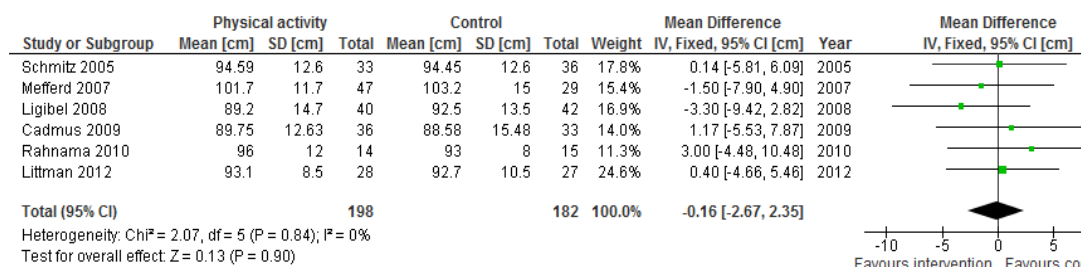 Physical activity Control Mean Difference Mean Difference
Study or Subgroup Mean [cm] SD [cm] Total Mean [cm] SD [cm] Total Weight IV, Fixed, 95% CI [cm] Year IV, Fixed, 95% CI [cm]
Schmitz 2005 94.59 12.6 33 94.45 12.6 36 17.8% 0.14 [-5.81, 6.09] 2005
Mefferd 2007 101.7 11.7 47 103.2 15 29 15.4% -1.50 [-7.90, 4.90] 2007
Ligibel 2008 89.2 14.7 40 92.5 13.5 42 16.9% -3.30 [-9.42, 2.82] 2008
Cadmus 2009 89.75 12.63 36 88.58 15.48 33 14.0% 1.17 [-5.53, 7.87] 2009
Rahnama 2010 96 12 14 93 8 15 11.3% 3.00 [-4.48, 10.48] 2010
Littman 2012 93.1 8.5 28 92.7 10.5 27 24.6% 0.40 [-4.66, 5.46] 2012
Total (95% CI) 198 182 100.0% -0.16 [-2.67, 2.35]
Heterogeneity: Chi² = 2.07, df = 5 (P = 0.84); I² = 0%
Test for overall effect: Z = 0.13 (P = 0.90)
-10 -5 0 5
Favours intervention Favours co